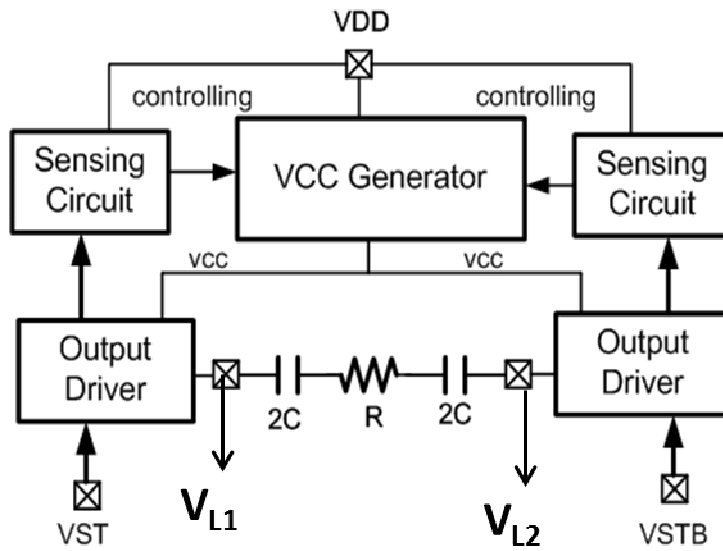 VDD
controlling
controlling
Sensing
Circuit
VCC Generator
Sensing
Circuit
vcc
vcc
Output
Driver
2C
R
2C
Output
Driver
VL1
VL2
VST
VSTB